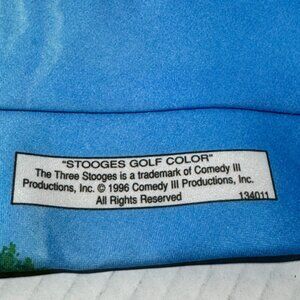 "STOOGES GOLF COLOR"
The Three Stooges is a trademark of Comedy III
Productions, Inc. © 1996 Comedy III Productions, Inc.
All Rights Reserved
134011